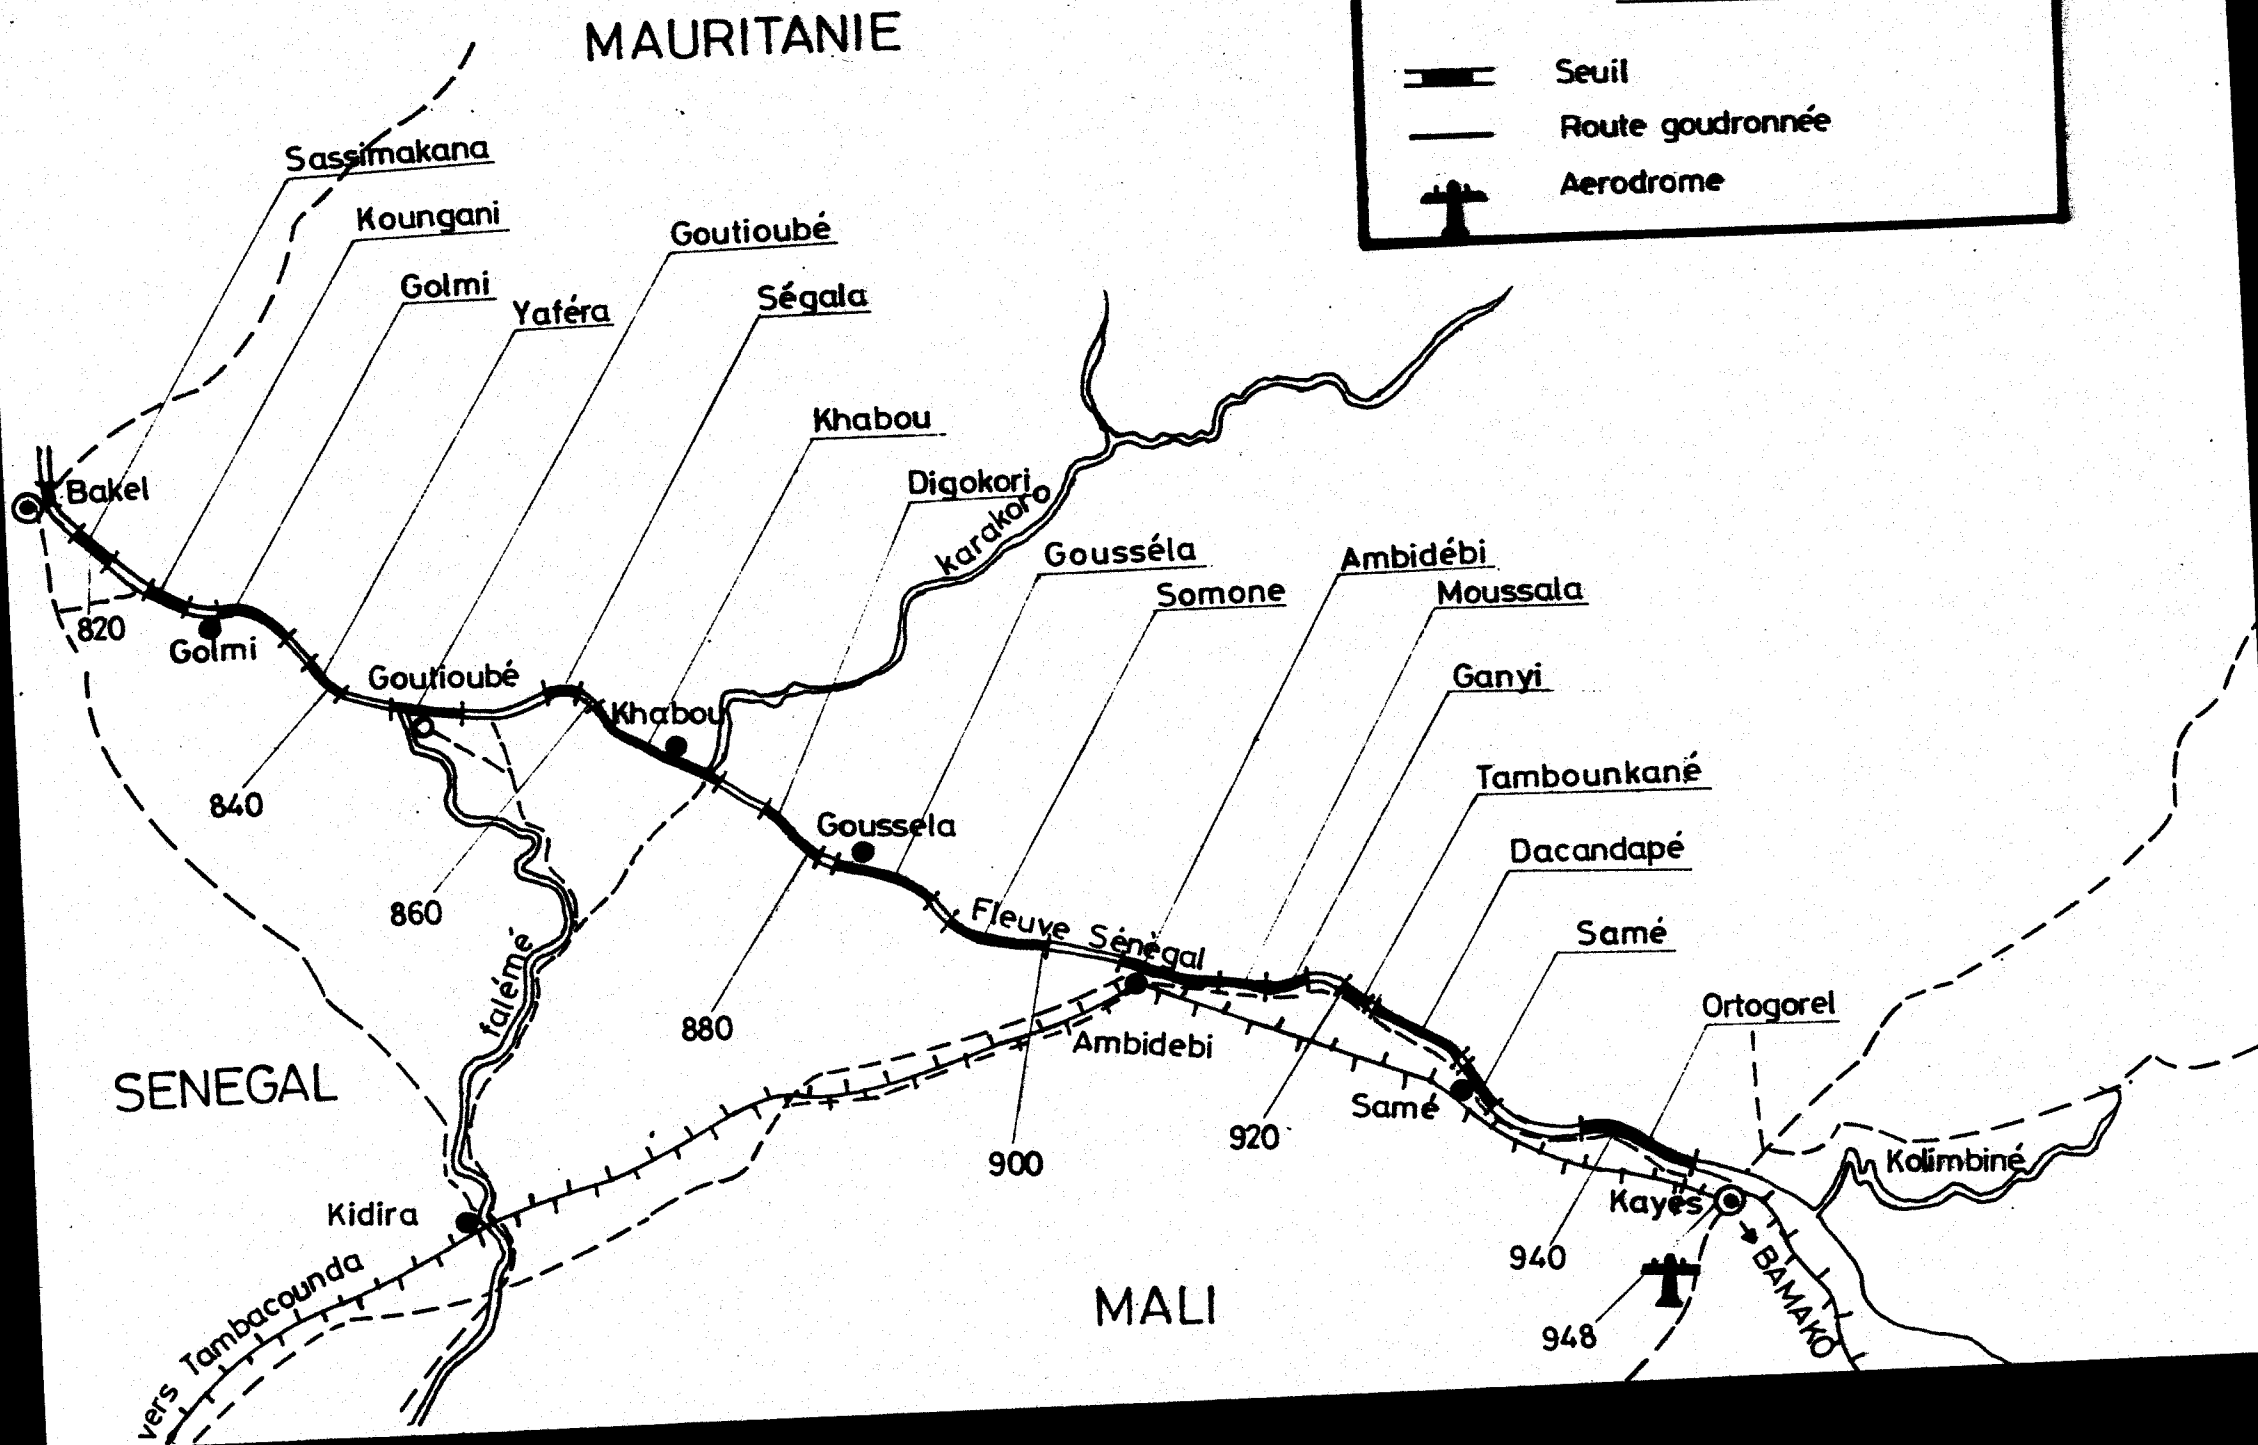 MAURITANIE
Seuil
Route goudronnée
Aerodrome
Sassimakana
Koungani
Goutioubé
Golmi
Yaféra
Ségala
Khabou
Digokori
karakoro
Bakel
Gousséla
Ambidébi
Somone
Moussala
820
Golmi
Goutioubé
Ganyi
Khabou
Tambounkané
840
Goussela
Dacandapé
860
Fleuve Sénègal
Samé
falémé
880
Ortogorel
Ambidebi
SENEGAL
Samé
900
920
Kolimbiné
Kidira
Kayes
940
BAMAKO
vers Tambacounda
MALI
948